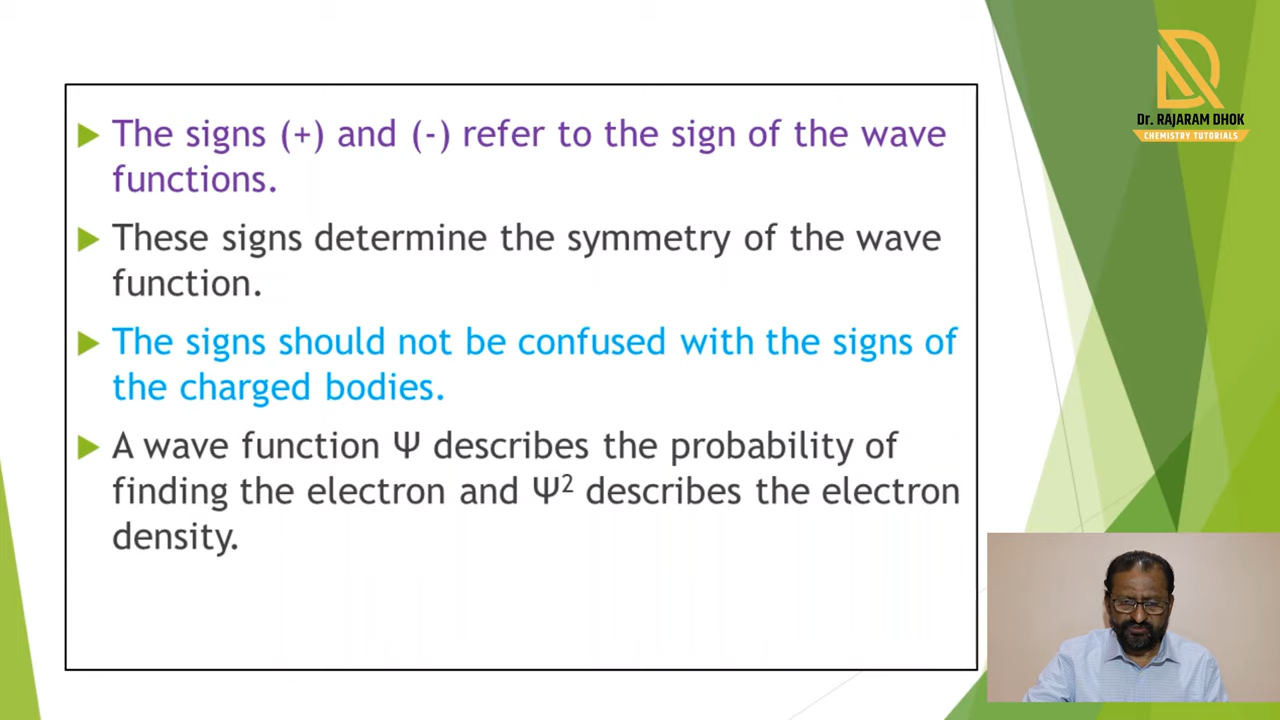 The signs (+) and (-) refer to the sign of the wave
functions.
These signs determine the symmetry of the wave
function.
The signs should not be confused with the signs of
the charged bodies.
A wave function Ψ describes the probability of
finding the electron and Ψ² describes the electron
density.
Dr. RAJARAM DHOK
CHEMISTRY TUTORIALS